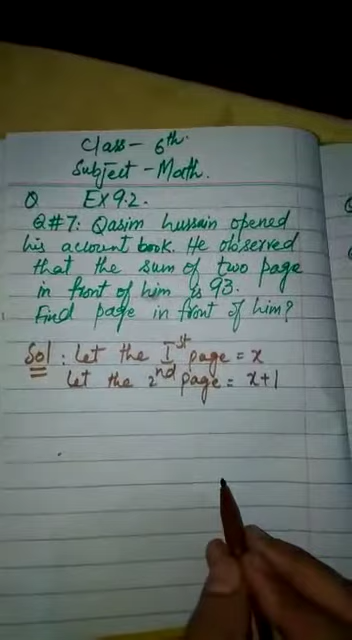 Class - 6th.
Subject - Math.
Q Ex 9.2.
Q#7: Qasim hussain opened
his account book. He observed
that the sum of two page
in front of him is 93.
Find page in front of him?
Sol: Let the Ist page = x
Let the 2nd page = x+1